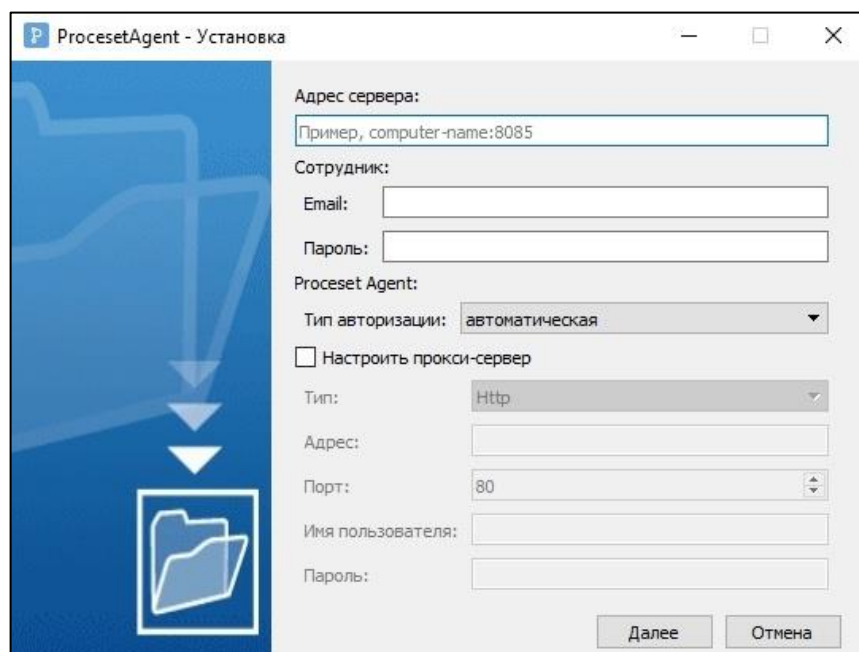 ProcesetAgent - Установка
Адрес сервера:
Пример, computer-name:8085
Сотрудник:
Email:
Пароль:
Proceset Agent:
Тип авторизации: автоматическая
Настроить прокси-сервер
Тип: Http
Адрес:
Порт: 80
Имя пользователя:
Пароль:
Далее Отмена